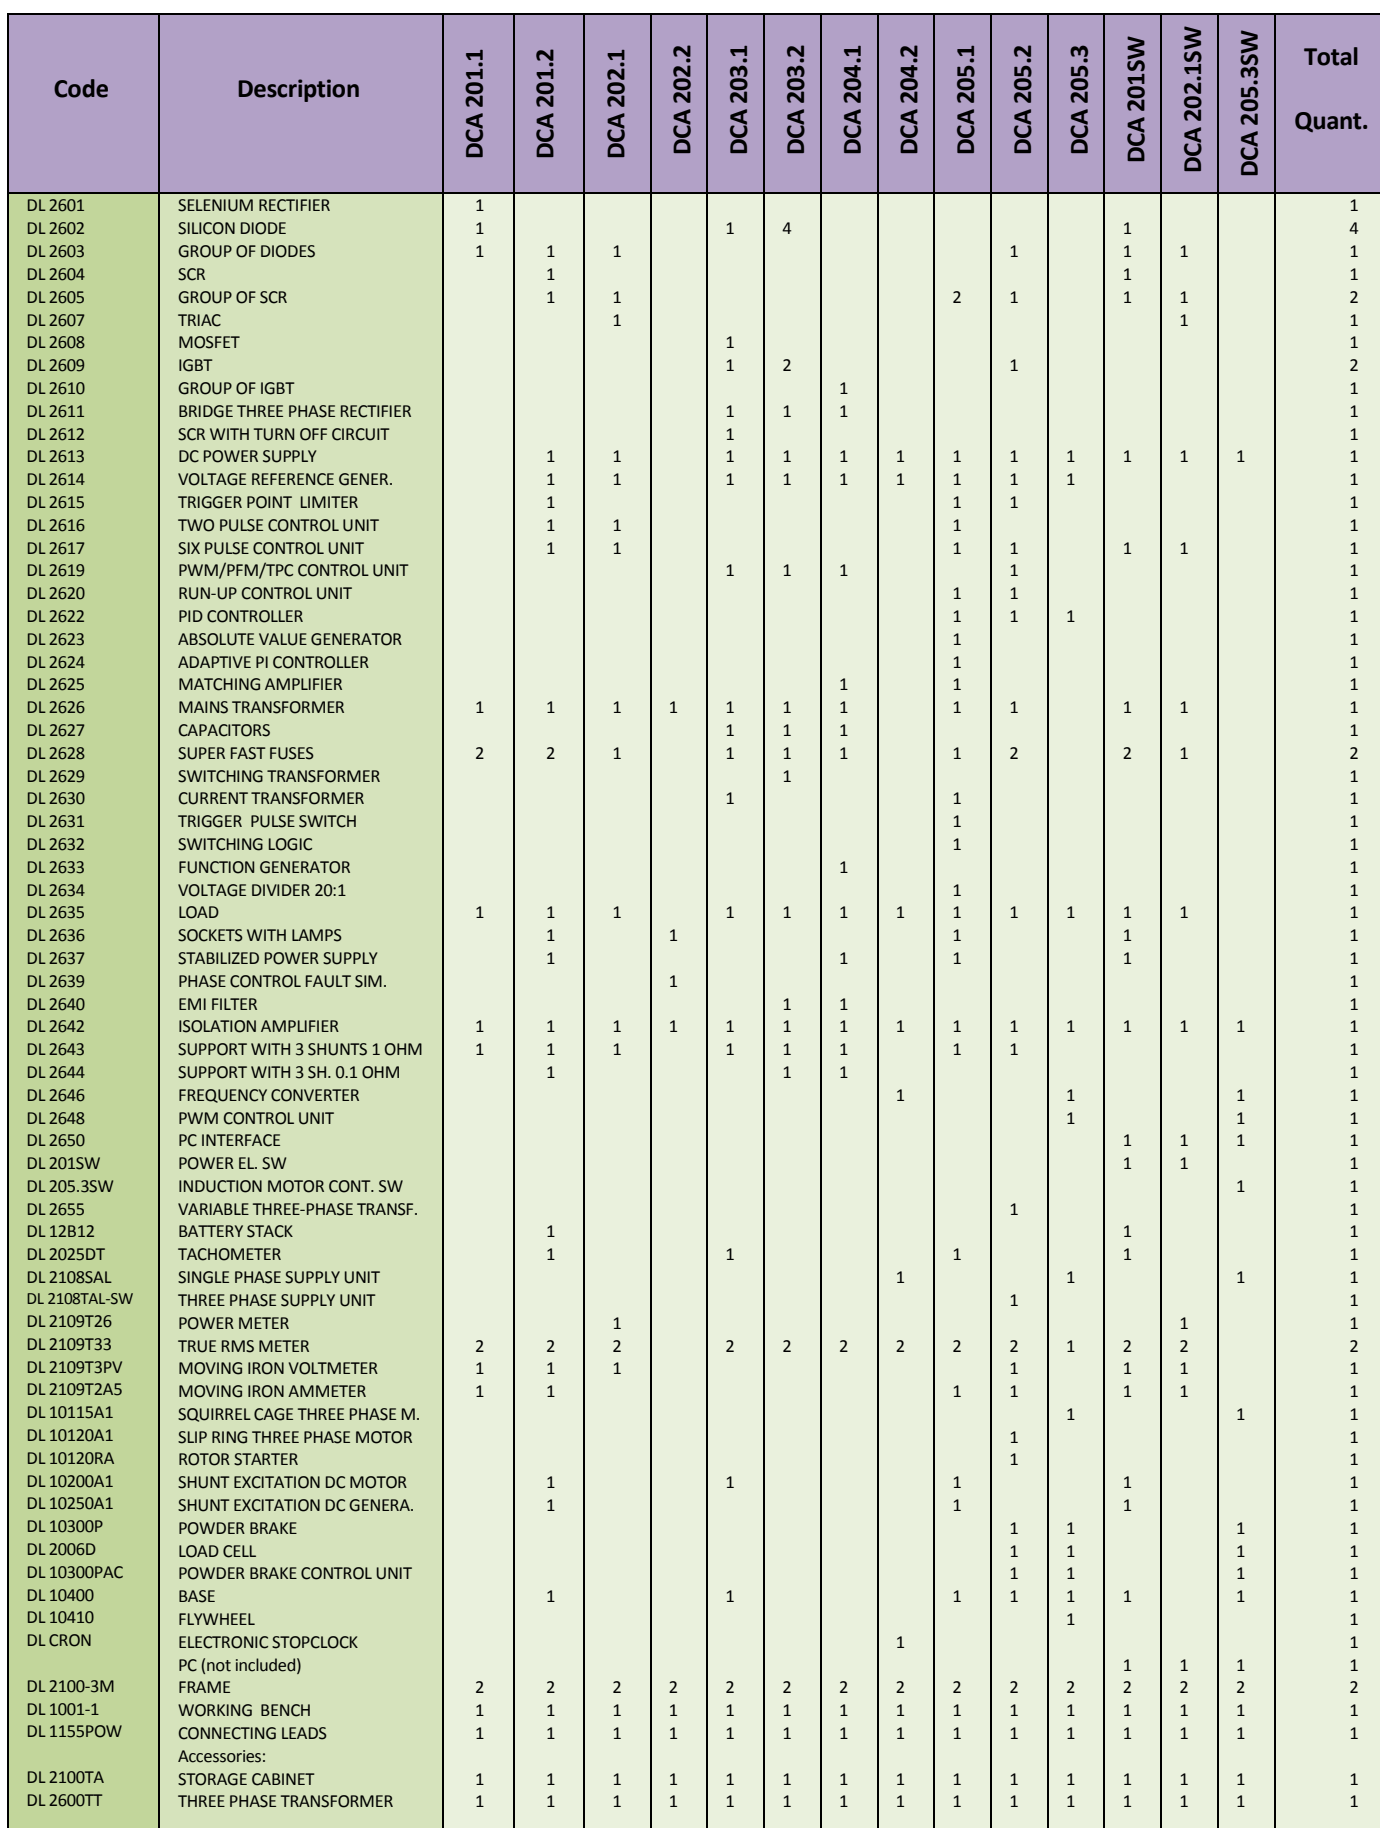 Code Description DCA 201.1 DCA 201.2 DCA 202.1 DCA 202.2 DCA 203.1 DCA 203.2 DCA 204.1 DCA 204.2 DCA 205.1 DCA 205.2 DCA 205.3 DCA 201SW DCA 202.1SW DCA 205.3SW Total Quant.
DL 2601 SELENIUM RECTIFIER 1 1
DL 2602 SILICON DIODE 1 1 4 1 4
DL 2603 GROUP OF DIODES 1 1 1 1 1 1 1
DL 2604 SCR 1 1 1
DL 2605 GROUP OF SCR 1 1 2 1 1 1 2
DL 2607 TRIAC 1 1 1
DL 2608 MOSFET 1 1
DL 2609 IGBT 1 2 1 2
DL 2610 GROUP OF IGBT 1 1
DL 2611 BRIDGE THREE PHASE RECTIFIER 1 1 1 1
DL 2612 SCR WITH TURN OFF CIRCUIT 1 1
DL 2613 DC POWER SUPPLY 1 1 1 1 1 1 1 1 1 1 1 1 1
DL 2614 VOLTAGE REFERENCE GENER. 1 1 1 1 1 1 1 1 1 1
DL 2615 TRIGGER POINT LIMITER 1 1 1 1
DL 2616 TWO PULSE CONTROL UNIT 1 1 1 1
DL 2617 SIX PULSE CONTROL UNIT 1 1 1 1 1 1 1
DL 2619 PWM/PFM/TPC CONTROL UNIT 1 1 1 1 1
DL 2620 RUN-UP CONTROL UNIT 1 1 1
DL 2622 PID CONTROLLER 1 1 1 1
DL 2623 ABSOLUTE VALUE GENERATOR 1 1
DL 2624 ADAPTIVE PI CONTROLLER 1 1
DL 2625 MATCHING AMPLIFIER 1 1 1
DL 2626 MAINS TRANSFORMER 1 1 1 1 1 1 1 1 1 1 1 1
DL 2627 CAPACITORS 1 1 1 1
DL 2628 SUPER FAST FUSES 2 2 1 1 1 1 1 2 2 1 2
DL 2629 SWITCHING TRANSFORMER 1 1
DL 2630 CURRENT TRANSFORMER 1 1 1
DL 2631 TRIGGER PULSE SWITCH 1 1
DL 2632 SWITCHING LOGIC 1 1
DL 2633 FUNCTION GENERATOR 1 1
DL 2634 VOLTAGE DIVIDER 20:1 1 1
DL 2635 LOAD 1 1 1 1 1 1 1 1 1 1 1 1 1
DL 2636 SOCKETS WITH LAMPS 1 1 1 1 1
DL 2637 STABILIZED POWER SUPPLY 1 1 1 1 1
DL 2639 PHASE CONTROL FAULT SIM. 1 1
DL 2640 EMI FILTER 1 1 1
DL 2642 ISOLATION AMPLIFIER 1 1 1 1 1 1 1 1 1 1 1 1 1 1 1
DL 2643 SUPPORT WITH 3 SHUNTS 1 OHM 1 1 1 1 1 1 1 1 1
DL 2644 SUPPORT WITH 3 SH. 0.1 OHM 1 1 1 1
DL 2646 FREQUENCY CONVERTER 1 1 1 1
DL 2648 PWM CONTROL UNIT 1 1 1
DL 2650 PC INTERFACE 1 1 1 1
DL 201SW POWER EL. SW 1 1 1
DL 205.3SW INDUCTION MOTOR CONT. SW 1 1
DL 2655 VARIABLE THREE-PHASE TRANSF. 1 1
DL 12B12 BATTERY STACK 1 1 1
DL 2025DT TACHOMETER 1 1 1 1 1
DL 2108SAL SINGLE PHASE SUPPLY UNIT 1 1 1 1
DL 2108TAL-SW THREE PHASE SUPPLY UNIT 1 1
DL 2109T26 POWER METER 1 1 1
DL 2109T33 TRUE RMS METER 2 2 2 2 2 2 2 2 2 1 2 2 2
DL 2109T3PV MOVING IRON VOLTMETER 1 1 1 1 1 1 1
DL 2109T2A5 MOVING IRON AMMETER 1 1 1 1 1 1 1
DL 10115A1 SQUIRREL CAGE THREE PHASE M. 1 1 1
DL 10120A1 SLIP RING THREE PHASE MOTOR 1 1
DL 10120RA ROTOR STARTER 1 1
DL 10200A1 SHUNT EXCITATION DC MOTOR 1 1 1 1 1
DL 10250A1 SHUNT EXCITATION DC GENERA. 1 1 1 1
DL 10300P POWDER BRAKE 1 1 1 1
DL 2006D LOAD CELL 1 1 1 1
DL 10300PAC POWDER BRAKE CONTROL UNIT 1 1 1 1
DL 10400 BASE 1 1 1 1 1 1 1 1
DL 10410 FLYWHEEL 1 1
DL CRON ELECTRONIC STOPCLOCK 1 1
PC (not included) 1 1 1 1
DL 2100-3M FRAME 2 2 2 2 2 2 2 2 2 2 2 2 2 2 2
DL 1001-1 WORKING BENCH 1 1 1 1 1 1 1 1 1 1 1 1 1 1 1
DL 1155POW CONNECTING LEADS 1 1 1 1 1 1 1 1 1 1 1 1 1 1 1
Accessories:
DL 2100TA STORAGE CABINET 1 1 1 1 1 1 1 1 1 1 1 1 1 1 1
DL 2600TT THREE PHASE TRANSFORMER 1 1 1 1 1 1 1 1 1 1 1 1 1 1 1